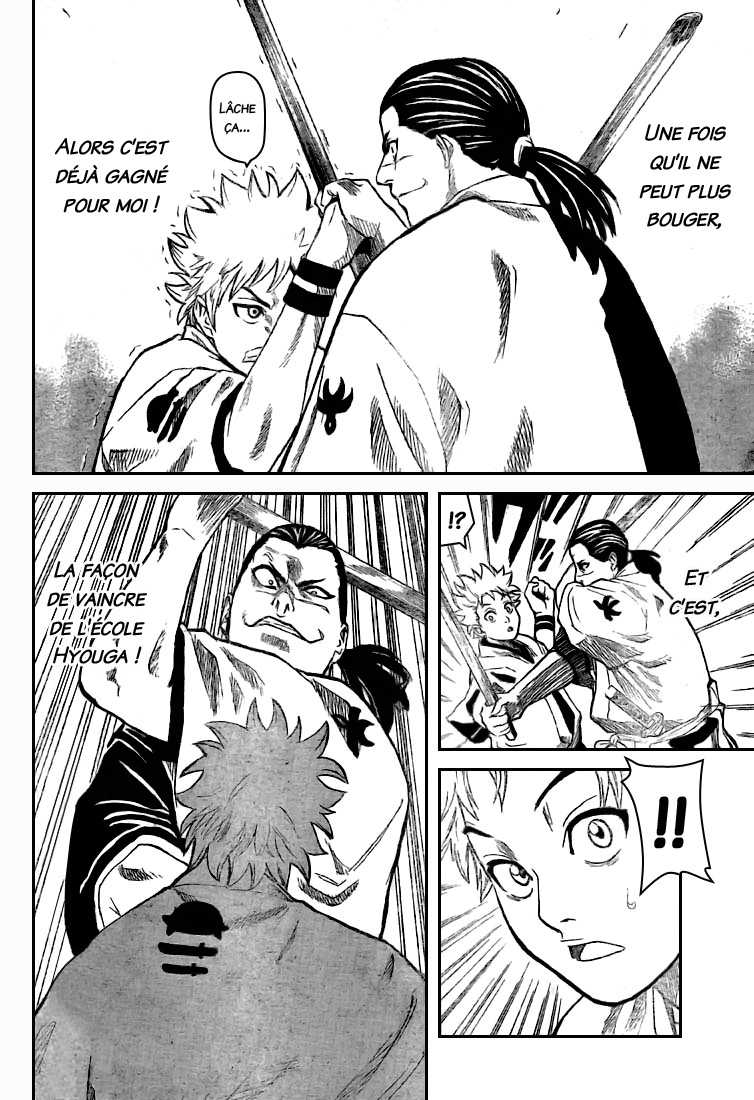 UNE FOIS
QU'IL NE
PEUT PLUS
BOUGER,
LÂCHE
ÇA...
ALORS C'EST
DÉJÀ GAGNÉ
POUR MOI !
!?
ET
C'EST,
!!
LA FAÇON
DE VAINCRE
DE L'ÉCOLE
HYOUGA !